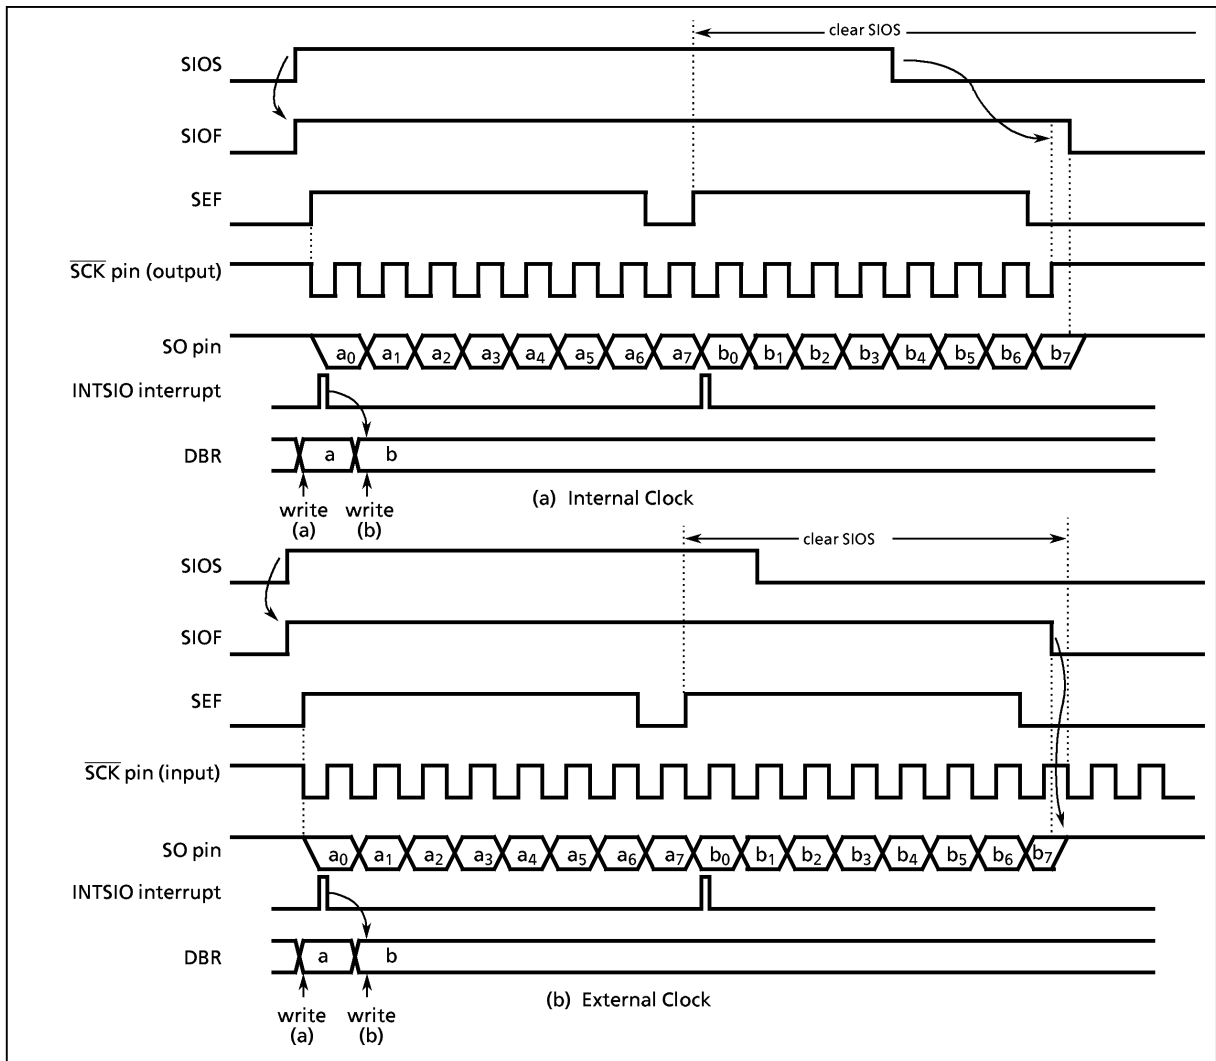 clear SIOS
SIOS
SIOF
SEF
SCK pin (output)
SO pin a0 a1 a2 a3 a4 a5 a6 a7 b0 b1 b2 b3 b4 b5 b6 b7
INTSIO interrupt
DBR a b
(a) Internal Clock
write write
(a) (b)
clear SIOS
SIOS
SIOF
SEF
SCK pin (input)
SO pin a0 a1 a2 a3 a4 a5 a6 a7 b0 b1 b2 b3 b4 b5 b6 b7
INTSIO interrupt
DBR a b
(b) External Clock
write write
(a) (b)